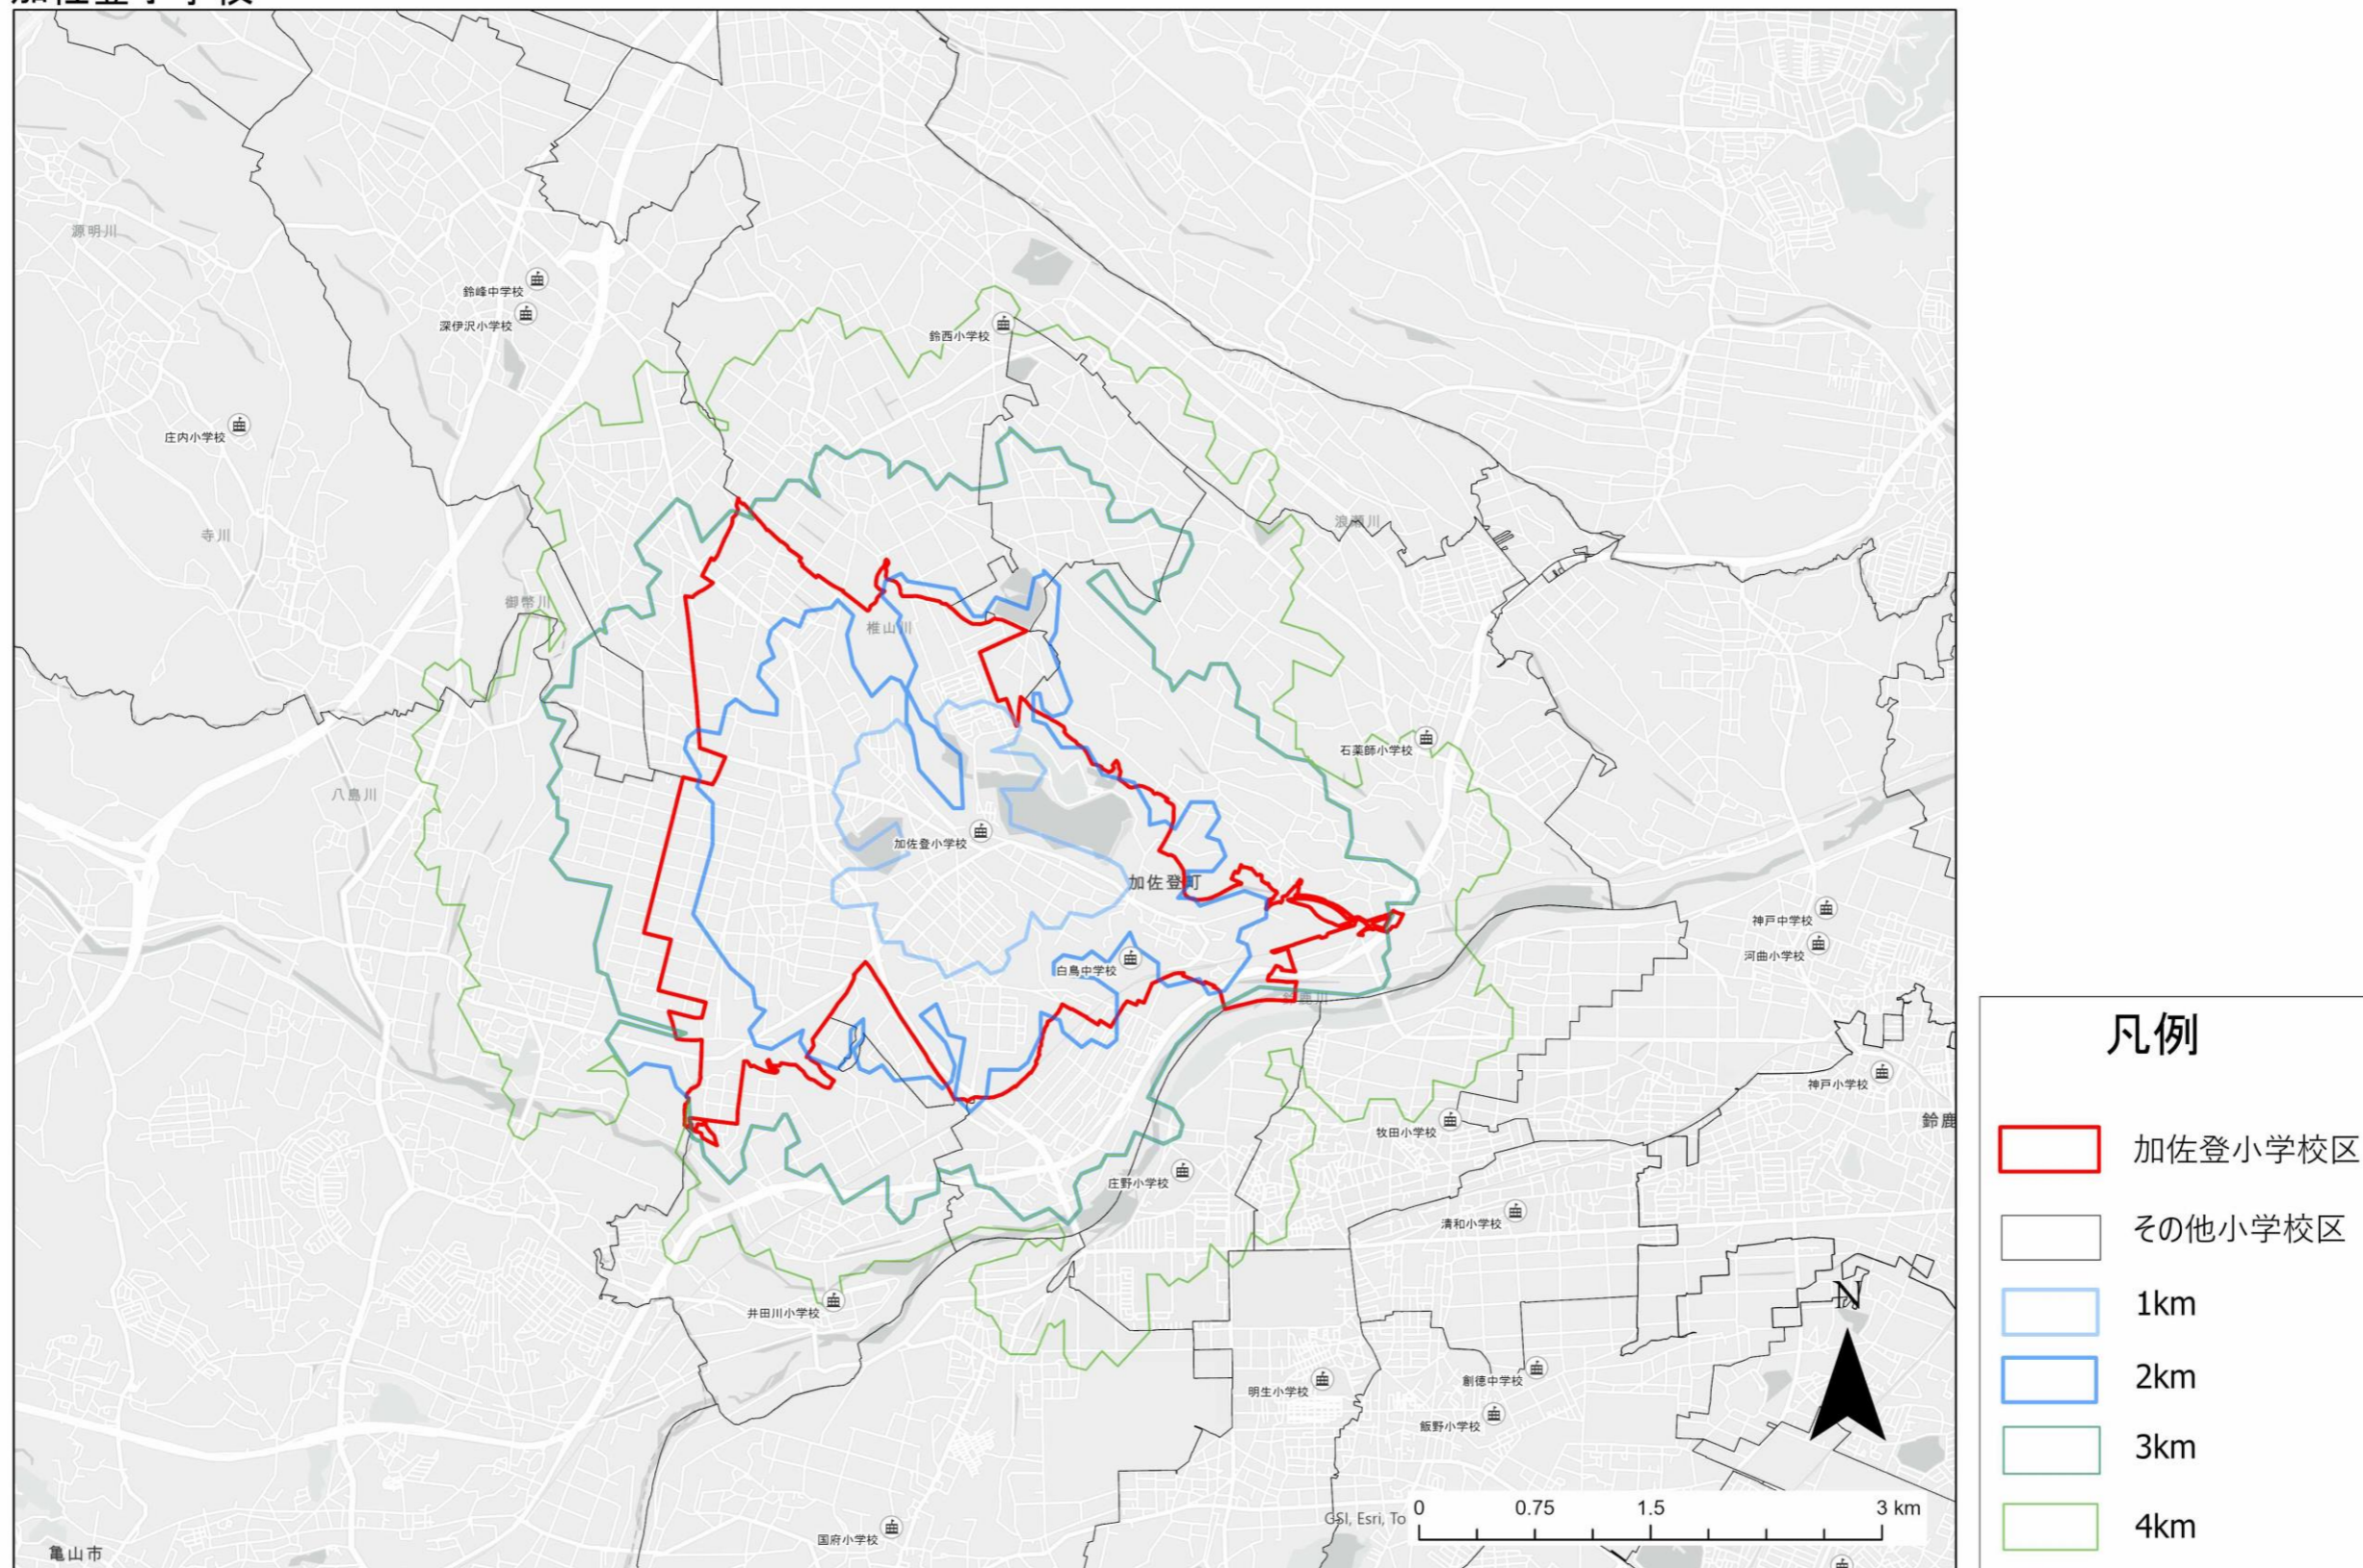 加佐登小学校
源明川
鈴峰中学校
深伊沢小学校
鈴西小学校
庄内小学校
寺川
浪瀬川
御幣川
椎山川
石薬師小学校
八島川
加佐登小学校
加佐登町
神戸中学校
河曲小学校
白鳥中学校
鈴鹿川
神戸小学校
鈴鹿
牧田小学校
庄野小学校
清和小学校
井田川小学校
創徳中学校
明生小学校
飯野小学校
国府小学校
亀山市
GSI, Esri, To
0 0.75 1.5 3 km
N
凡例
加佐登小学校区
その他小学校区
1km
2km
3km
4km